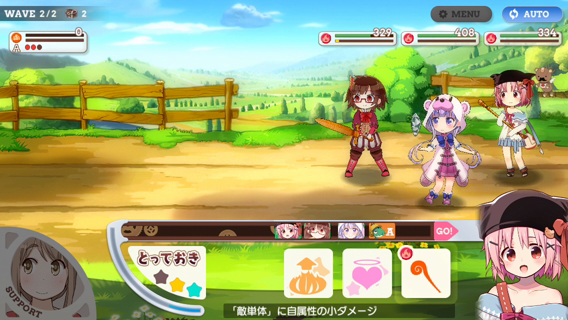 WAVE 2/2 2
MENU
AUTO
0
A
329
408
334
A
GO!
とっておき
SUPPORT
「敵単体」に自属性の小ダメージ